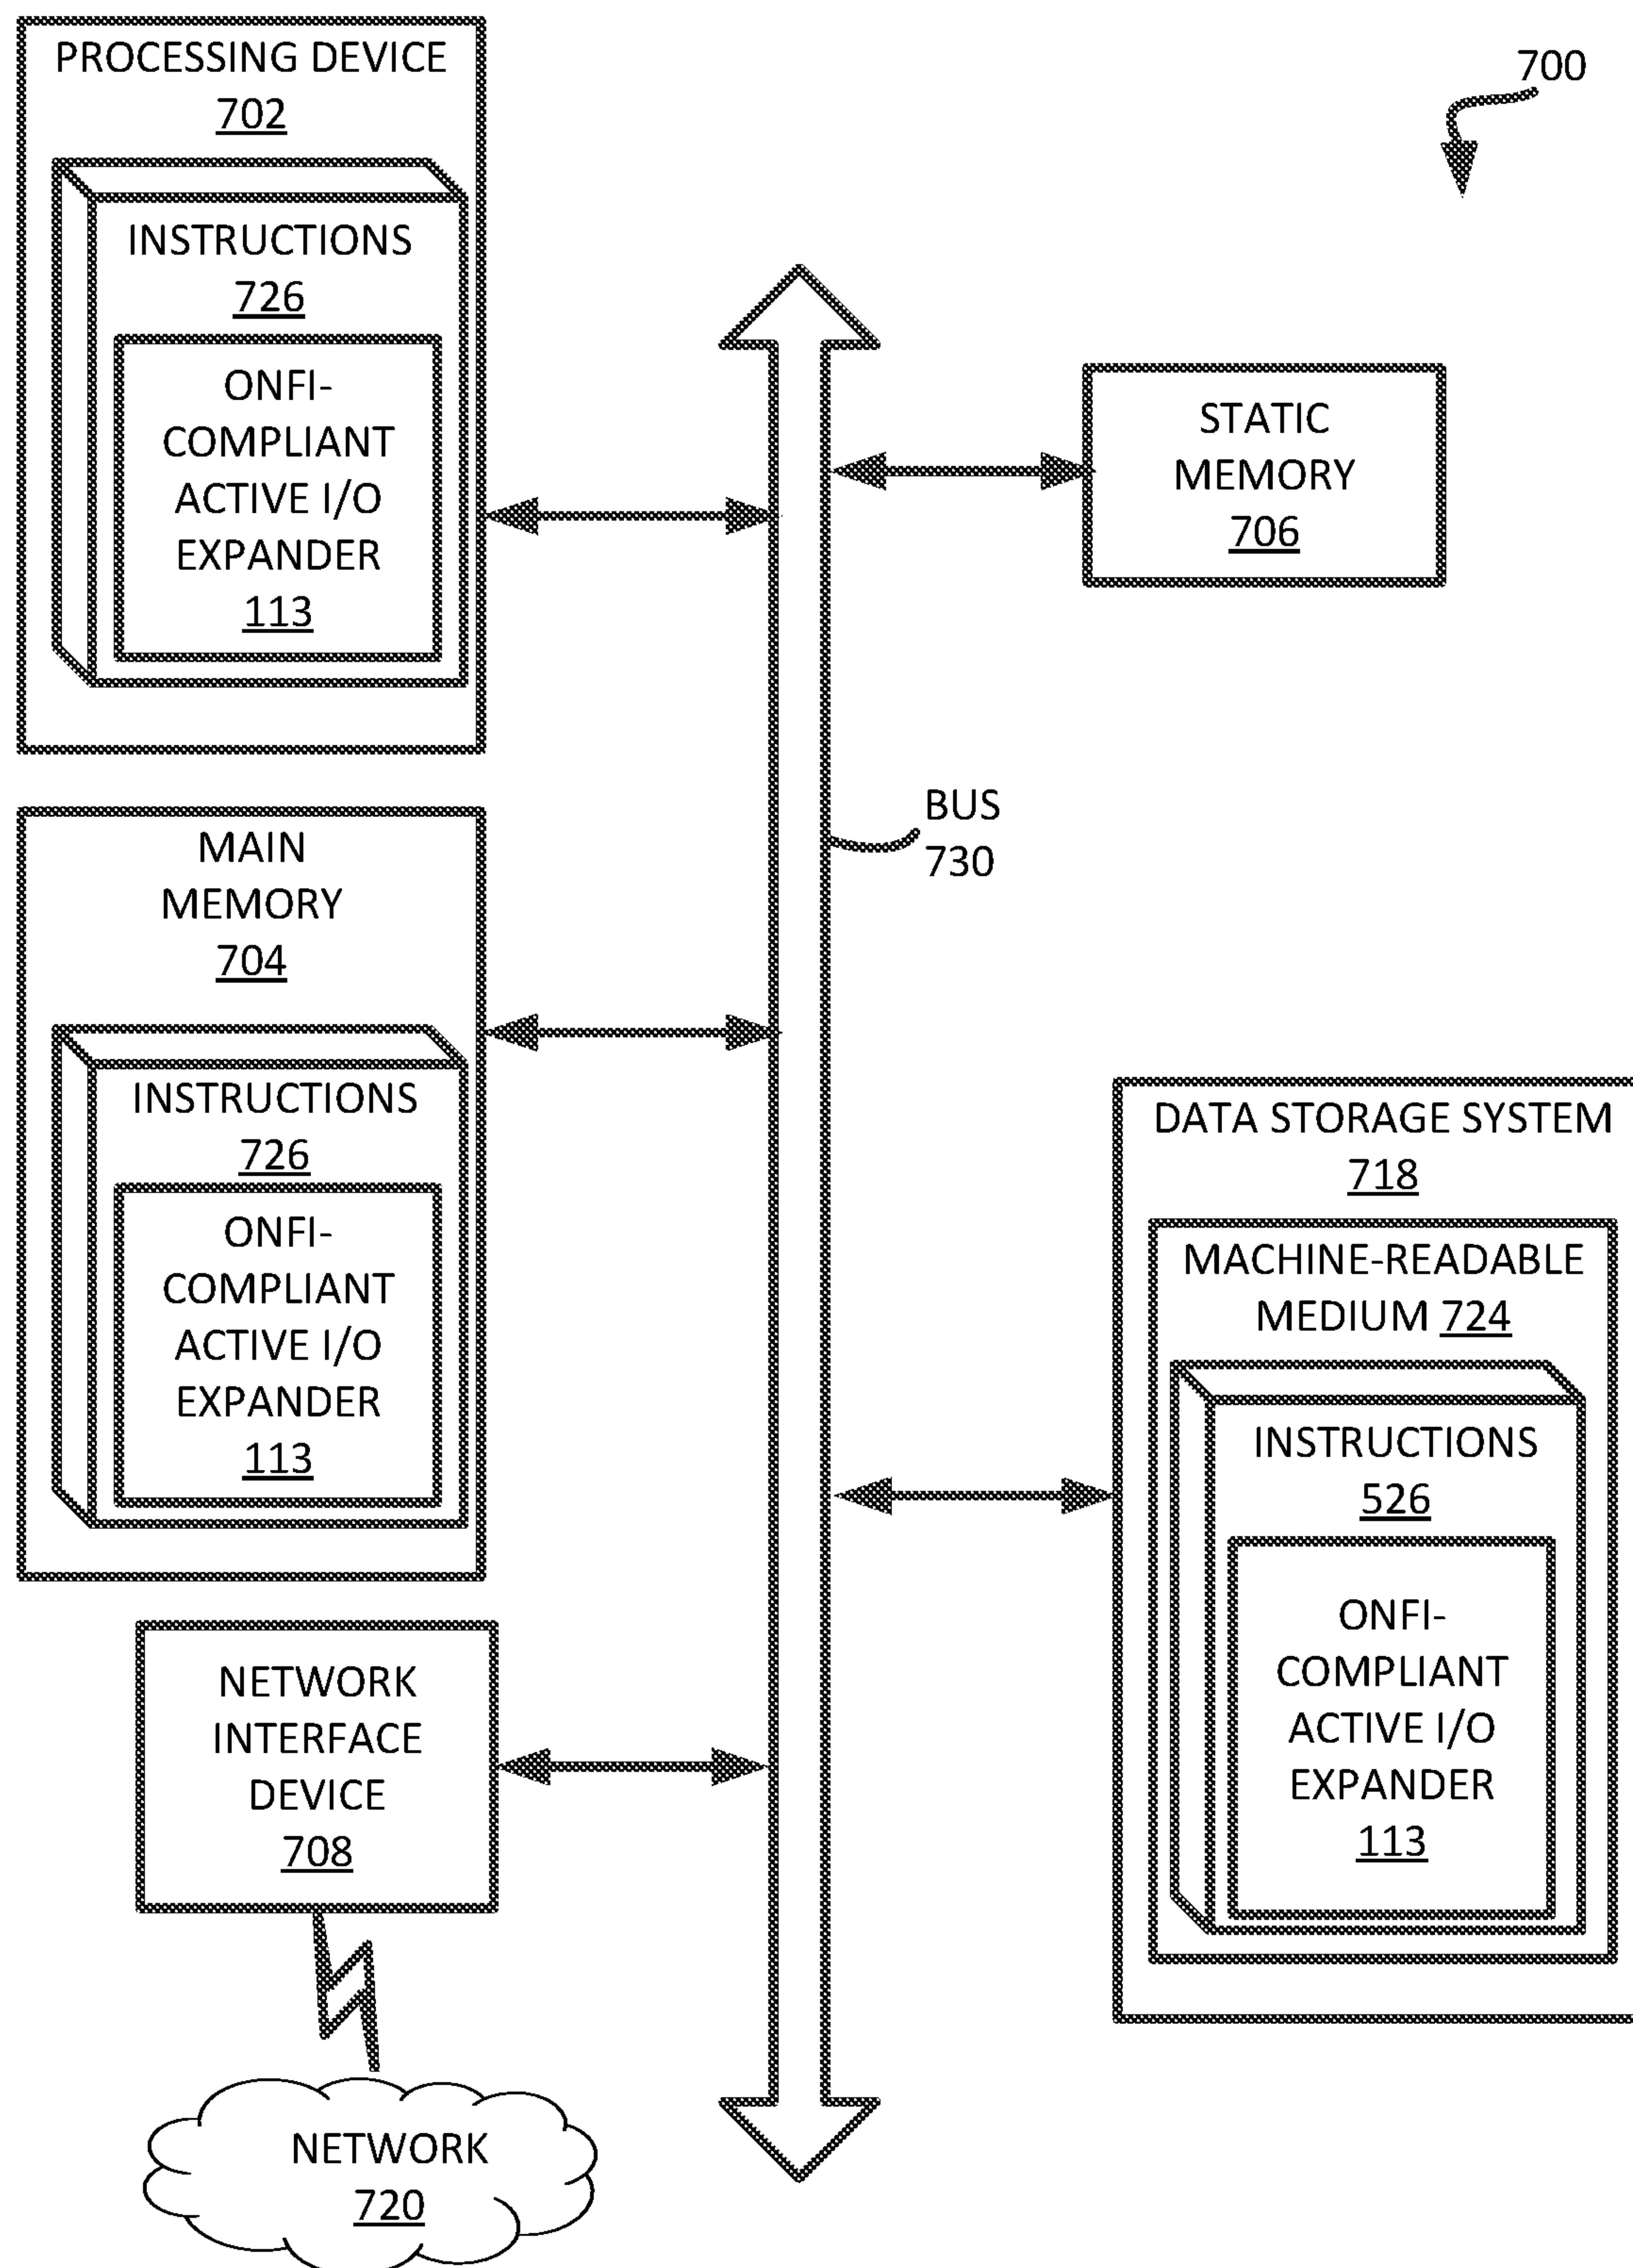 PROCESSING DEVICE
702
INSTRUCTIONS
726
ONFI-
COMPLIANT
ACTIVE I/O
EXPANDER
113
700
STATIC
MEMORY
706
BUS
730
MAIN
MEMORY
704
INSTRUCTIONS
726
ONFI-
COMPLIANT
ACTIVE I/O
EXPANDER
113
DATA STORAGE SYSTEM
718
MACHINE-READABLE
MEDIUM 724
INSTRUCTIONS
526
ONFI-
COMPLIANT
ACTIVE I/O
EXPANDER
113
NETWORK
INTERFACE
DEVICE
708
NETWORK
720